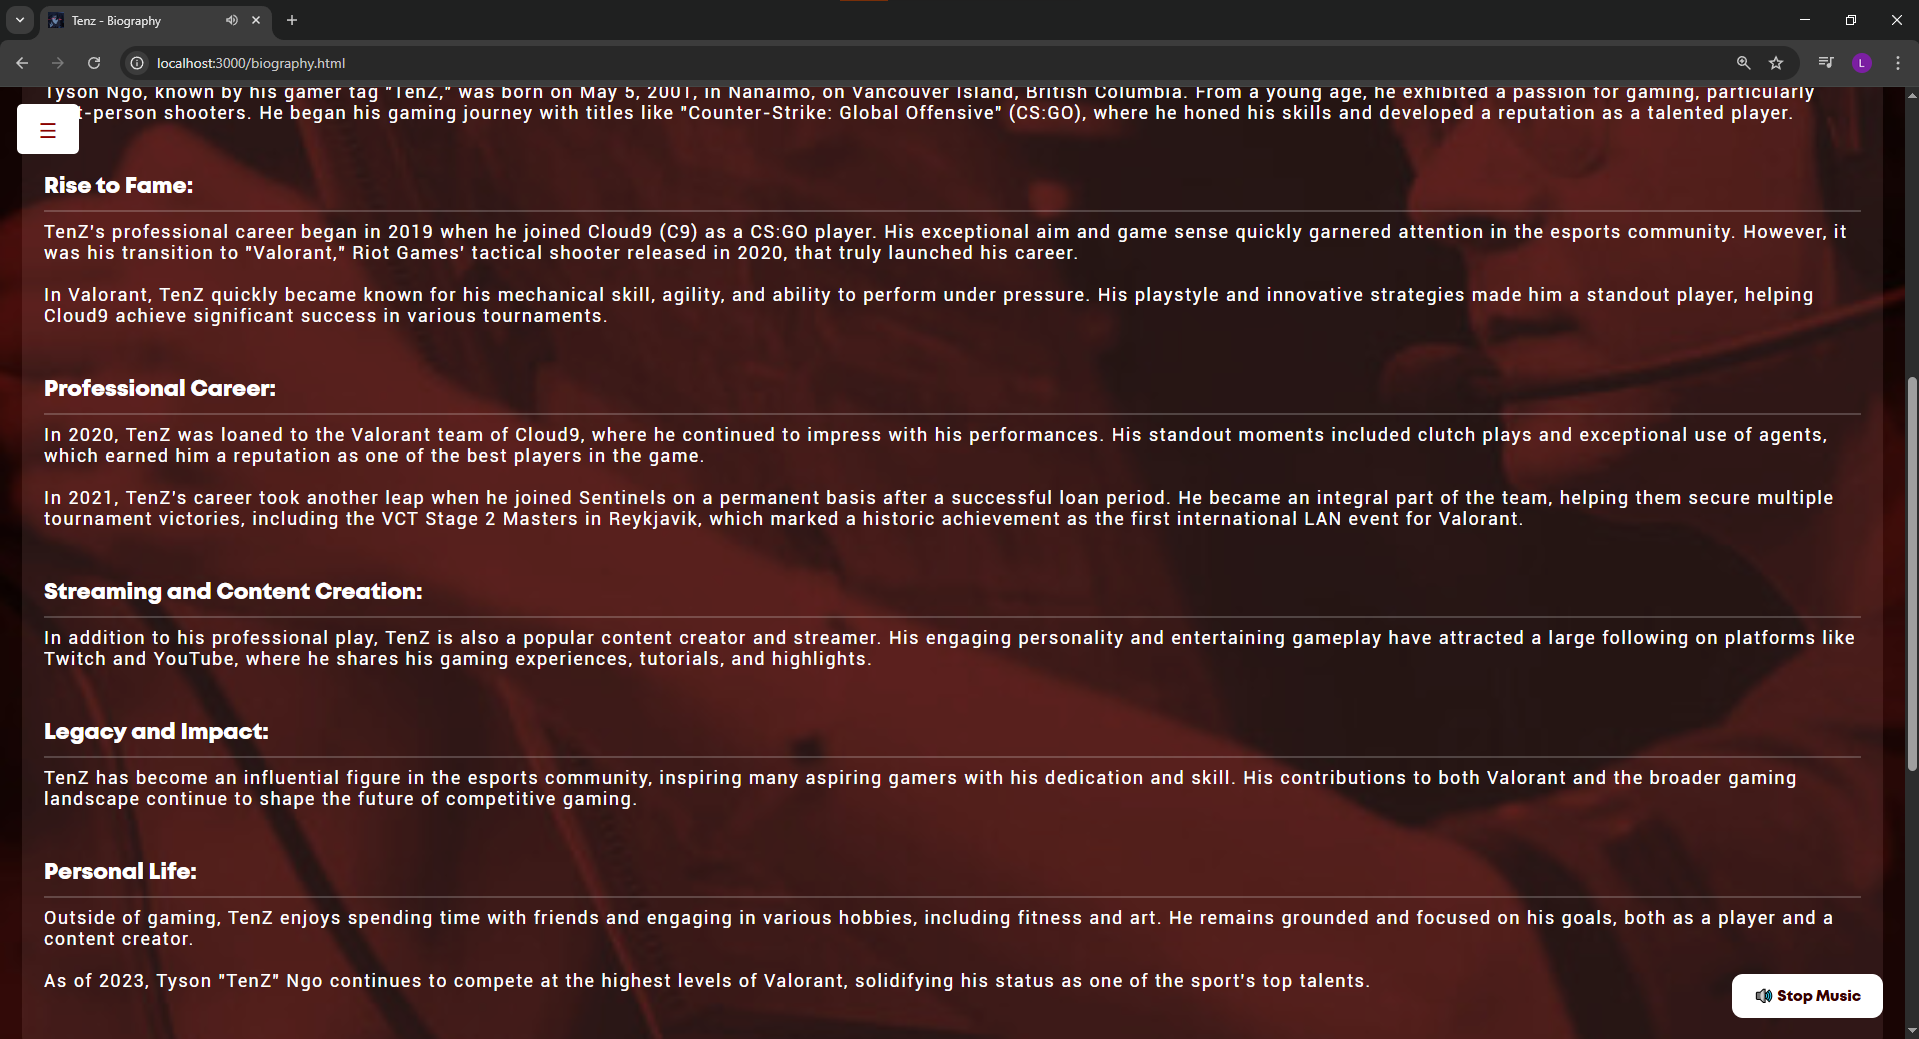 Tenz - Biography
localhost:3000/biography.html
L
Tyson Ngo, known by his gamer tag "TenZ," was born on May 5, 2001, in Nanaimo, on Vancouver Island, British Columbia. From a young age, he exhibited a passion for gaming, particularly
t-person shooters. He began his gaming journey with titles like "Counter-Strike: Global Offensive" (CS:GO), where he honed his skills and developed a reputation as a talented player.
Rise to Fame:
TenZ's professional career began in 2019 when he joined Cloud9 (C9) as a CS:GO player. His exceptional aim and game sense quickly garnered attention in the esports community. However, it
was his transition to "Valorant," Riot Games' tactical shooter released in 2020, that truly launched his career.
In Valorant, TenZ quickly became known for his mechanical skill, agility, and ability to perform under pressure. His playstyle and innovative strategies made him a standout player, helping
Cloud9 achieve significant success in various tournaments.
Professional Career:
In 2020, TenZ was loaned to the Valorant team of Cloud9, where he continued to impress with his performances. His standout moments included clutch plays and exceptional use of agents,
which earned him a reputation as one of the best players in the game.
In 2021, TenZ's career took another leap when he joined Sentinels on a permanent basis after a successful loan period. He became an integral part of the team, helping them secure multiple
tournament victories, including the VCT Stage 2 Masters in Reykjavik, which marked a historic achievement as the first international LAN event for Valorant.
Streaming and Content Creation:
In addition to his professional play, TenZ is also a popular content creator and streamer. His engaging personality and entertaining gameplay have attracted a large following on platforms like
Twitch and YouTube, where he shares his gaming experiences, tutorials, and highlights.
Legacy and Impact:
TenZ has become an influential figure in the esports community, inspiring many aspiring gamers with his dedication and skill. His contributions to both Valorant and the broader gaming
landscape continue to shape the future of competitive gaming.
Personal Life:
Outside of gaming, TenZ enjoys spending time with friends and engaging in various hobbies, including fitness and art. He remains grounded and focused on his goals, both as a player and a
content creator.
As of 2023, Tyson "TenZ" Ngo continues to compete at the highest levels of Valorant, solidifying his status as one of the sport's top talents.
🔊 Stop Music